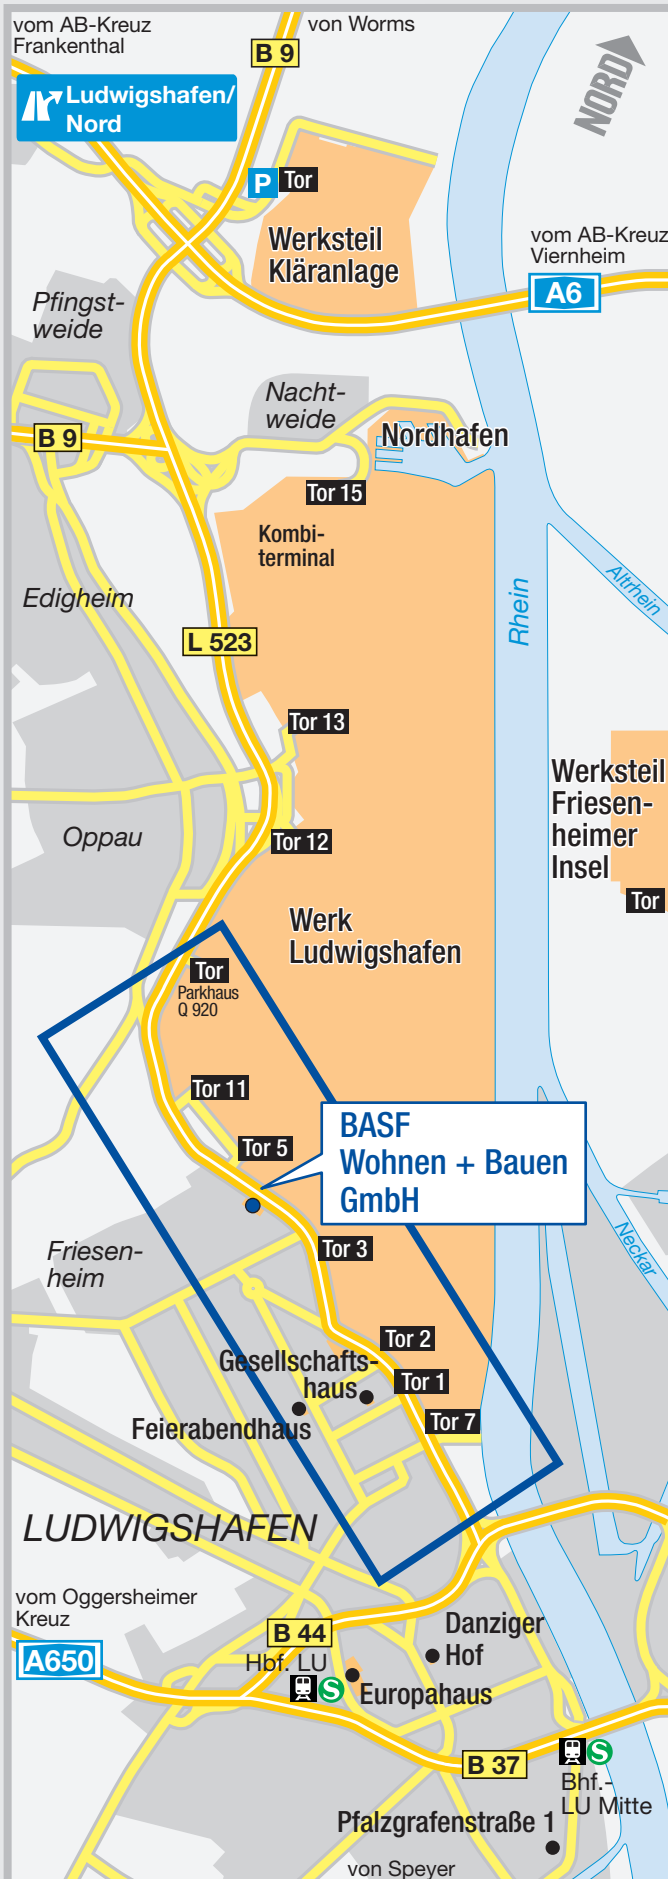 vom AB-Kreuz
Frankenthal
von Worms
B 9
NORD
Ludwigshafen/
Nord
P
Tor
Werksteil
Kläranlage
vom AB-Kreuz
Viernheim
A6
Pfingst-
weide
Nacht-
weide
B 9
Nordhafen
Tor 15
Kombi-
terminal
Altrhein
Rhein
Edigheim
L 523
Tor 13
Werksteil
Friesen-
heimer
Insel
Tor
Oppau
Tor 12
Werk
Ludwigshafen
Tor
Parkhaus
Q 920
Tor 11
BASF
Wohnen + Bauen
GmbH
Tor 5
Friesen-
heim
Tor 3
Neckar
Tor 2
Gesellschafts-
haus
Tor 1
Feierabendhaus
Tor 7
LUDWIGSHAFEN
vom Oggersheimer
Kreuz
A650
B 44
Danziger
Hof
Hbf. LU
S
Europahaus
B 37
S
Bhf.-
LU Mitte
Pfalzgrafenstraße 1
von Speyer